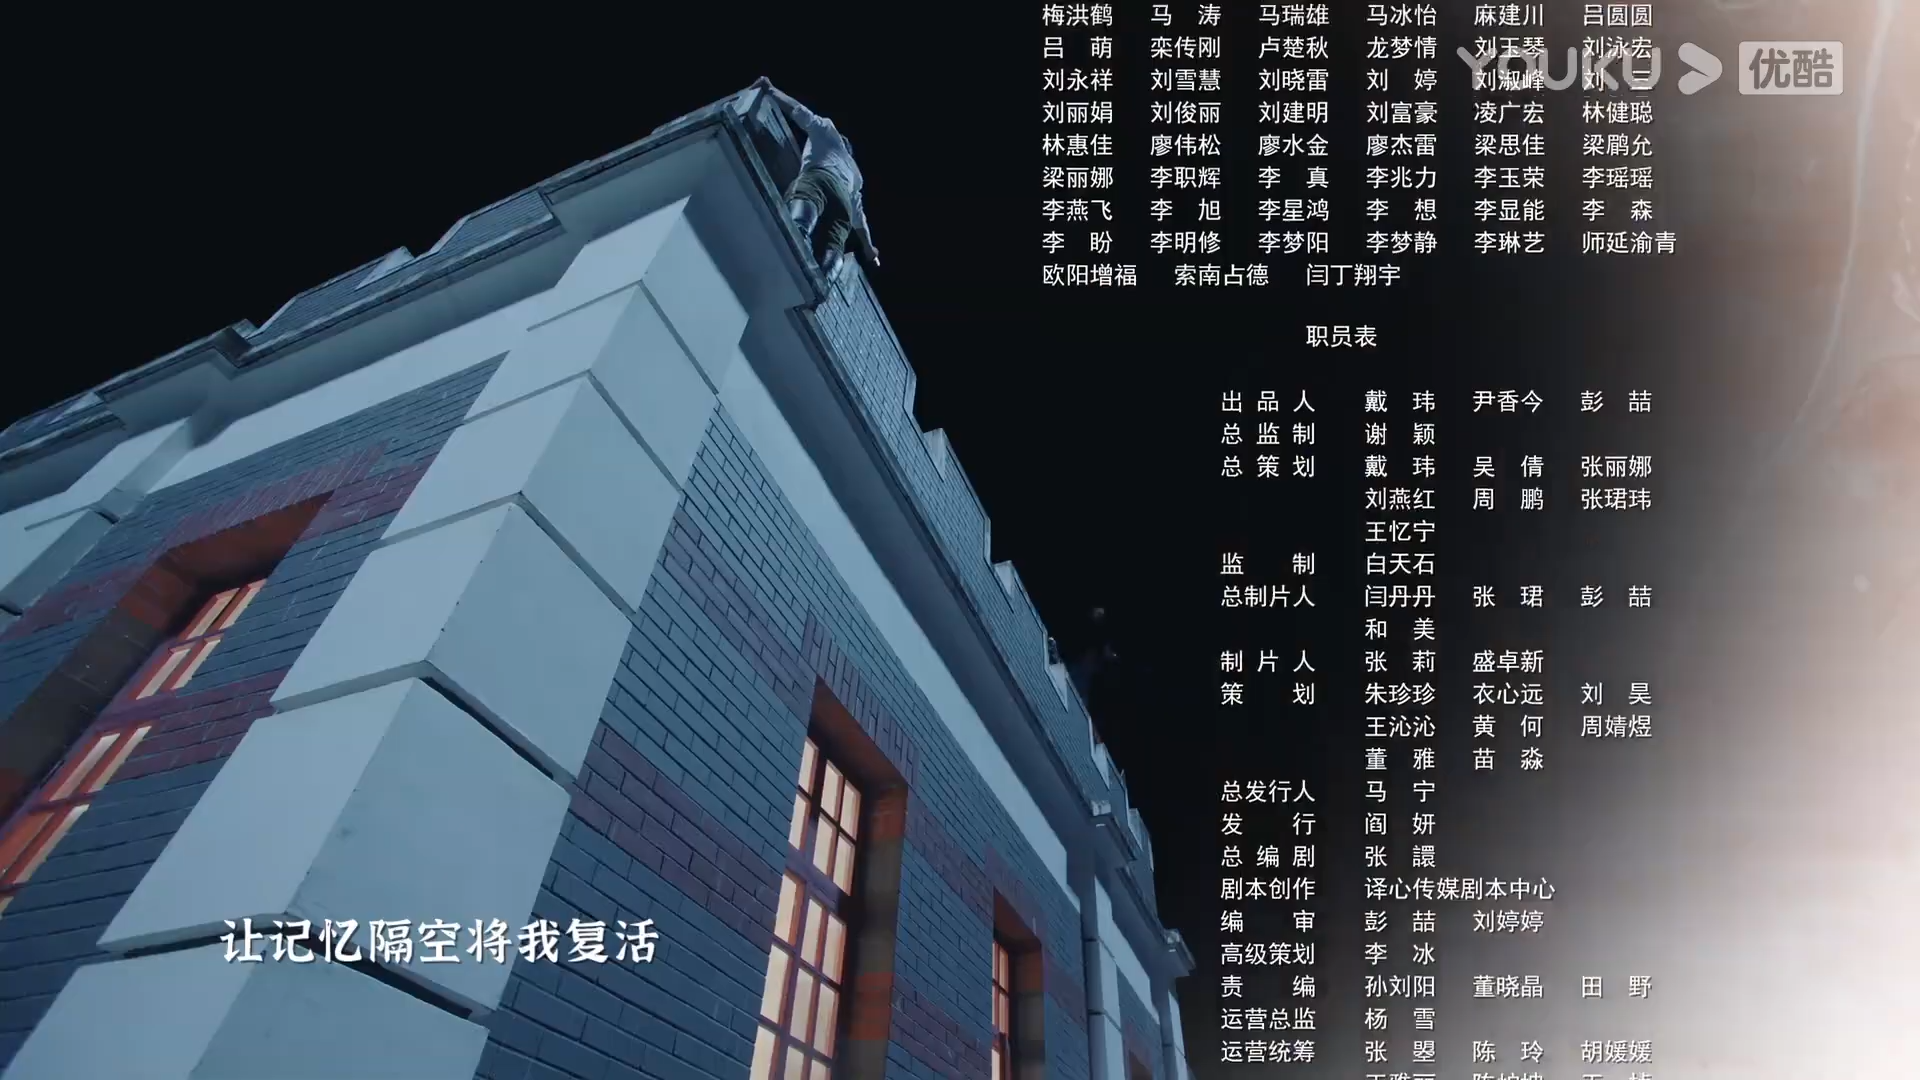 梅洪鹤 马 涛 马瑞雄 马冰怡 麻建川 吕圆圆
吕 萌 栾传刚 卢楚秋 龙梦情 刘玉琴 刘泳宏
YOUKU 优酷
刘永祥 刘雪慧 刘晓雷 刘 婷 刘淑峰 刘 三
刘丽娟 刘俊丽 刘建明 刘富豪 凌广宏 林健聪
林惠佳 廖伟松 廖水金 廖杰雷 梁思佳 梁鹛允
梁丽娜 李职辉 李 真 李兆力 李玉荣 李瑶瑶
李燕飞 李 旭 李星鸿 李 想 李显能 李 森
李 盼 李明修 李梦阳 李梦静 李琳艺 师延渝青
欧阳增福 索南占德 闫丁翔宇
职员表
出品人 戴 玮 尹香今 彭 喆
总监制 谢 颖
总策划 戴 玮 吴 倩 张丽娜
刘燕红 周 鹏 张珺玮
王忆宁
监 制 白天石
总制片人 闫丹丹 张 珺 彭 喆
和 美
制片人 张 莉 盛卓新
策 划 朱珍珍 衣心远 刘 昊
王沁沁 黄 何 周婧煜
董 雅 苗 淼
总发行人 马 宁
发 行 阎 妍
总编剧 张 譞
剧本创作 译心传媒剧本中心
编 审 彭 喆 刘婷婷
高级策划 李 冰
责 编 孙刘阳 董晓晶 田 野
运营总监 杨 雪
运营统筹 张 曌 陈 玲 胡媛媛
让记忆隔空将我复活